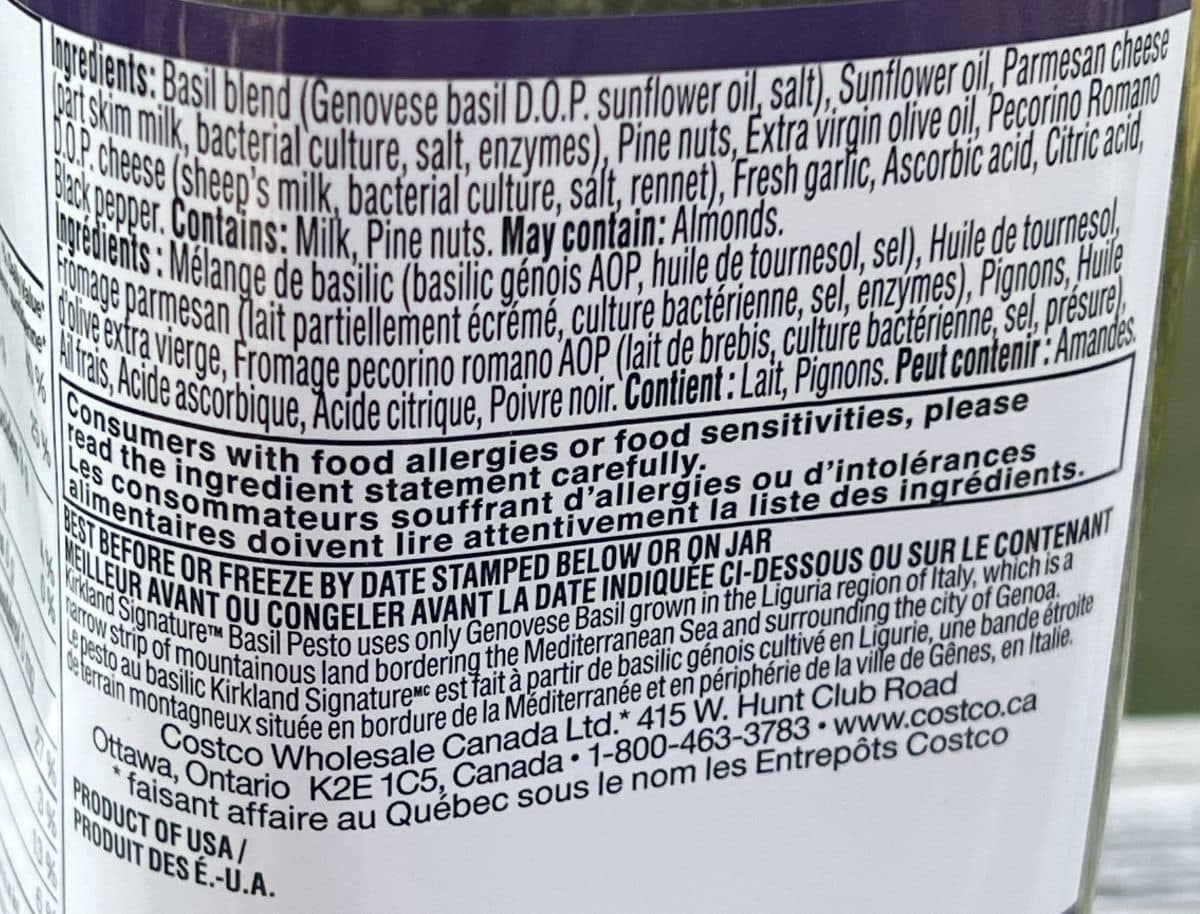 Ingredients: Basil blend (Genovese basil D.O.P. sunflower oil, salt), Sunflower oil, Parmesan cheese
(part skim milk, bacterial culture, salt, enzymes), Pine nuts, Extra virgin olive oil, Pecorino Romano
D.O.P. cheese (sheep's milk, bacterial culture, salt, rennet), Fresh garlic, Ascorbic acid, Citric acid,
Black pepper. Contains: Milk, Pine nuts. May contain: Almonds.
Ingrédients : Mélange de basilic (basilic génois AOP, huile de tournesol, sel), Huile de tournesol,
Fromage parmesan (lait partiellement écrémé, culture bactérienne, sel, enzymes), Pignons, Huile
d'olive extra vierge, Fromage pecorino romano AOP (lait de brebis, culture bactérienne, sel, présure),
Ail frais, Acide ascorbique, Acide citrique, Poivre noir. Contient : Lait, Pignons. Peut contenir : Amandes.
Consumers with food allergies or food sensitivities, please
read the ingredient statement carefully.
Les consommateurs souffrant d'allergies ou d'intolérances
alimentaires doivent lire attentivement la liste des ingrédients.
BEST BEFORE OR FREEZE BY DATE STAMPED BELOW OR ON JAR
MEILLEUR AVANT OU CONGELER AVANT LA DATE INDIQUÉE CI-DESSOUS OU SUR LE CONTENANT
Kirkland Signature™ Basil Pesto uses only Genovese Basil grown in the Liguria region of Italy, which is a
narrow strip of mountainous land bordering the Mediterranean Sea and surrounding the city of Genoa.
Le pesto au basilic Kirkland Signatureᴹᶜ est fait à partir de basilic génois cultivé en Ligurie, une bande étroite
de terrain montagneux située en bordure de la Méditerranée et en périphérie de la ville de Gênes, en Italie.
Costco Wholesale Canada Ltd.* 415 W. Hunt Club Road
Ottawa, Ontario K2E 1C5, Canada • 1-800-463-3783 • www.costco.ca
* faisant affaire au Québec sous le nom les Entrepôts Costco
PRODUCT OF USA /
PRODUIT DES É.-U.A.